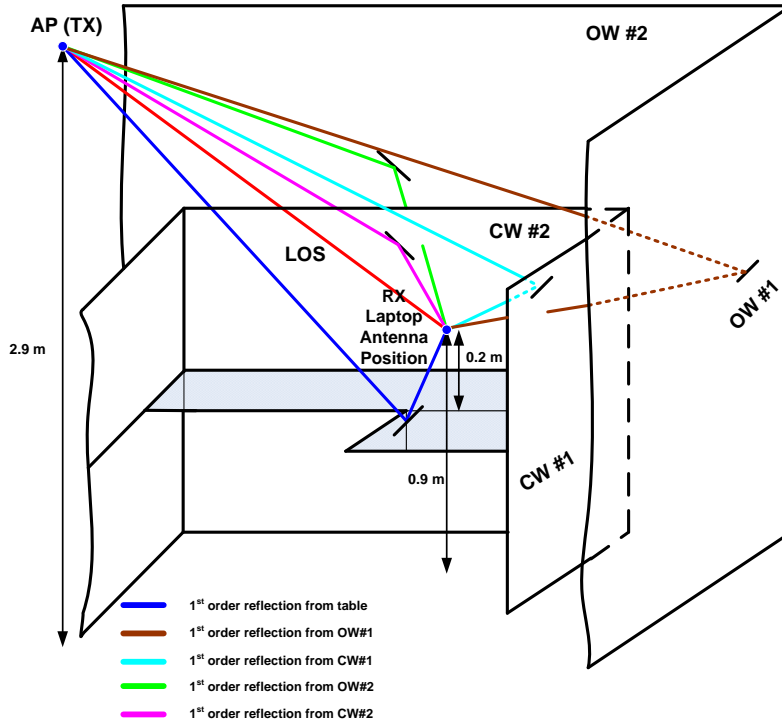 AP (TX)
OW #2
CW #2
LOS
RX
Laptop
Antenna
Position
OW #1
2.9 m
0.2 m
0.9 m
CW #1
1st order reflection from table
1st order reflection from OW#1
1st order reflection from CW#1
1st order reflection from OW#2
1st order reflection from CW#2